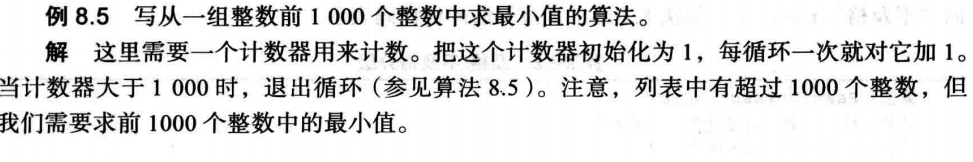 例 8.5 写从一组整数前 1 000 个整数中求最小值的算法。
解 这里需要一个计数器用来计数。把这个计数器初始化为 1，每循环一次就对它加 1。
当计数器大于 1 000 时，退出循环（参见算法 8.5）。注意，列表中有超过 1000 个整数，但
我们需要求前 1000 个整数中的最小值。